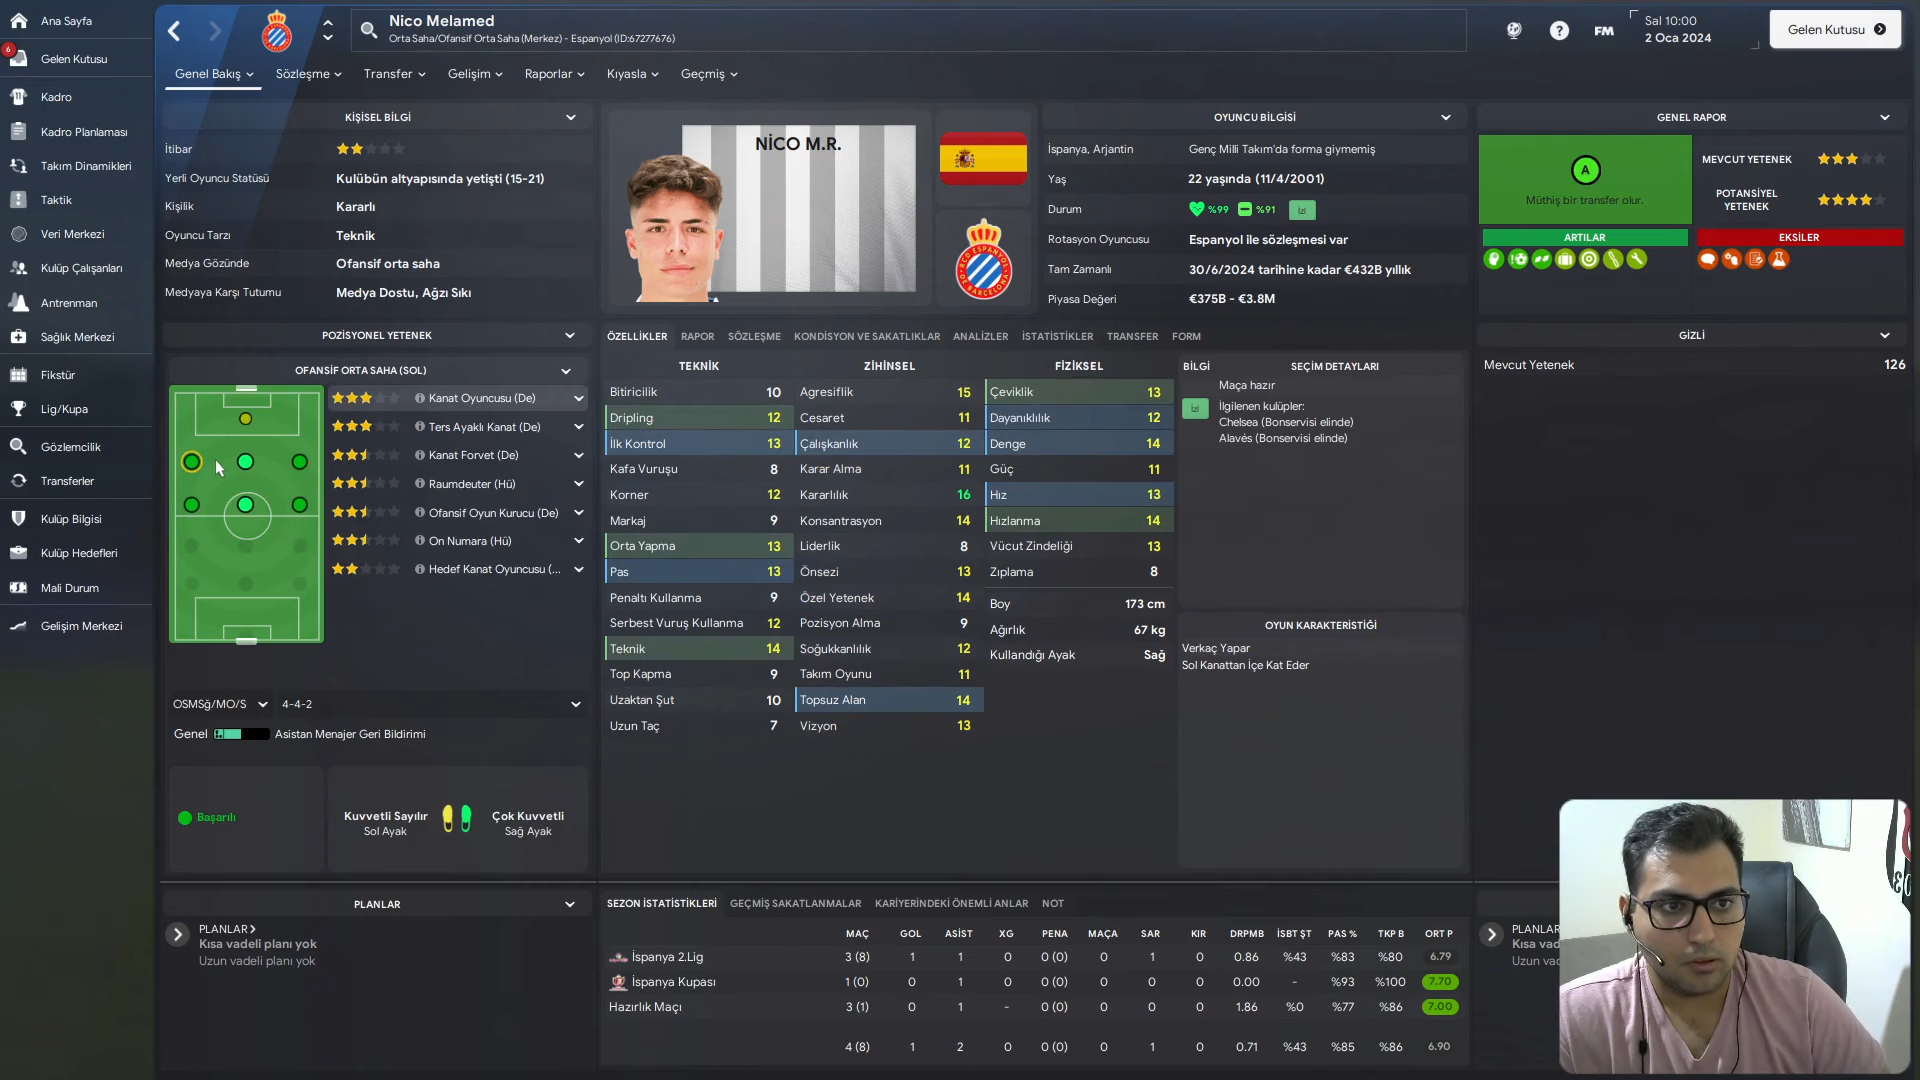 Ana Sayfa
6
Gelen Kutusu
Kadro
Kadro Planlaması
Takım Dinamikleri
Taktik
Veri Merkezi
Kulüp Çalışanları
Antrenman
Sağlık Merkezi
Fikstür
Lig/Kupa
Gözlemcilik
Transferler
Kulüp Bilgisi
Kulüp Hedefleri
Mali Durum
Gelişim Merkezi
Nico Melamed
Orta Saha/Ofansif Orta Saha (Merkez) - Espanyol (ID:67277676)
FM
Sal 10:00
2 Oca 2024
Gelen Kutusu
Genel Bakış Sözleşme Transfer Gelişim Raporlar Kıyasla Geçmiş
KİŞİSEL BİLGİ
İtibar
Yerli Oyuncu Statüsü Kulübün altyapısında yetişti (15-21)
Kişilik Kararlı
Oyuncu Tarzı Teknik
Medya Gözünde Ofansif orta saha
Medyaya Karşı Tutumu Medya Dostu, Ağzı Sıkı
NİCO M.R.
RCD ESPANYOL DE BARCELONA
OYUNCU BİLGİSİ
İspanya, Arjantin Genç Milli Takım'da forma giymemiş
Yaş 22 yaşında (11/4/2001)
Durum %99 %91 İzl
Rotasyon Oyuncusu Espanyol ile sözleşmesi var
Tam Zamanlı 30/6/2024 tarihine kadar €432B yıllık
Piyasa Değeri €375B - €3.8M
GENEL RAPOR
A
Müthiş bir transfer olur.
MEVCUT YETENEK
POTANSİYEL
YETENEK
ARTILAR
EKSİLER
POZİSYONEL YETENEK
OFANSİF ORTA SAHA (SOL)
Kanat Oyuncusu (De)
Ters Ayaklı Kanat (De)
Kanat Forvet (De)
Raumdeuter (Hü)
Ofansif Oyun Kurucu (De)
On Numara (Hü)
Hedef Kanat Oyuncusu (...
OSMSğ/MO/S 4-4-2
Genel Asistan Menajer Geri Bildirimi
Başarılı
Kuvvetli Sayılır
Sol Ayak
Çok Kuvvetli
Sağ Ayak
ÖZELLİKLER RAPOR SÖZLEŞME KONDİSYON VE SAKATLIKLAR ANALİZLER İSTATİSTİKLER TRANSFER FORM
TEKNİK
Bitiricilik 10
Dripling 12
İlk Kontrol 13
Kafa Vuruşu 8
Korner 12
Markaj 9
Orta Yapma 13
Pas 13
Penaltı Kullanma 9
Serbest Vuruş Kullanma 12
Teknik 14
Top Kapma 9
Uzaktan Şut 10
Uzun Taç 7
ZİHİNSEL
Agresiflik 15
Cesaret 11
Çalışkanlık 12
Karar Alma 11
Kararlılık 16
Konsantrasyon 14
Liderlik 8
Önsezi 13
Özel Yetenek 14
Pozisyon Alma 9
Soğukkanlılık 12
Takım Oyunu 11
Topsuz Alan 14
Vizyon 13
FİZİKSEL
Çeviklik 13
Dayanıklılık 12
Denge 14
Güç 11
Hız 13
Hızlanma 14
Vücut Zindeliği 13
Zıplama 8
Boy 173 cm
Ağırlık 67 kg
Kullandığı Ayak Sağ
BİLGİ SEÇİM DETAYLARI
Maça hazır
İzl
İlgilenen kulüpler:
Chelsea (Bonservisi elinde)
Alavés (Bonservisi elinde)
OYUN KARAKTERİSTİĞİ
Verkaç Yapar
Sol Kanattan İçe Kat Eder
GİZLİ
Mevcut Yetenek 126
PLANLAR
PLANLAR
Kısa vadeli planı yok
Uzun vadeli planı yok
SEZON İSTATİSTİKLERİ GEÇMİŞ SAKATLANMALAR KARİYERİNDEKİ ÖNEMLİ ANLAR NOT
MAÇ GOL ASİST XG PENA MAÇA SAR KIR DRPMB İSBT ŞT PAS % TKP B ORT P
İspanya 2.Lig 3 (8) 1 1 0 0 (0) 0 1 0 0.86 %43 %83 %80 6.79
İspanya Kupası 1 (0) 0 1 0 0 (0) 0 0 0 0.00 - %93 %100 7.70
Hazırlık Maçı 3 (1) 0 1 - 0 (0) 0 0 0 1.86 %0 %77 %86 7.00
4 (8) 1 2 0 0 (0) 0 1 0 0.71 %43 %85 %86 6.90
PLANLAR
Kısa vad
Uzun vac